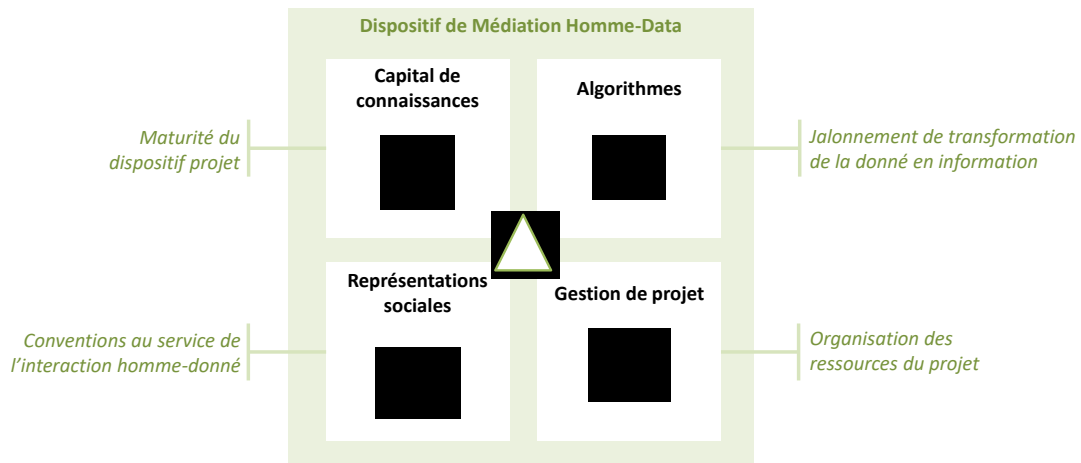 Dispositif de Médiation Homme-Data
Capital de
connaissances
Algorithmes
Maturité du
dispositif projet
Jalonnement de transformation
de la donné en information
Représentations
sociales
Gestion de projet
Conventions au service de
l'interaction homme-donné
Organisation des
ressources du projet